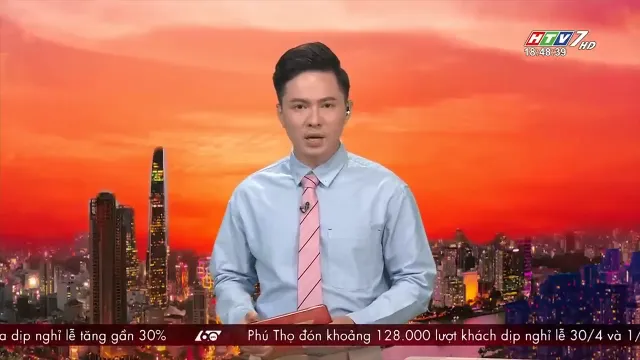 HTV7 HD
18:48:39
a dịp nghỉ lễ tăng gần 30%
60 Phú Thọ đón khoảng 128.000 lượt khách dịp nghỉ lễ 30/4 và 1/